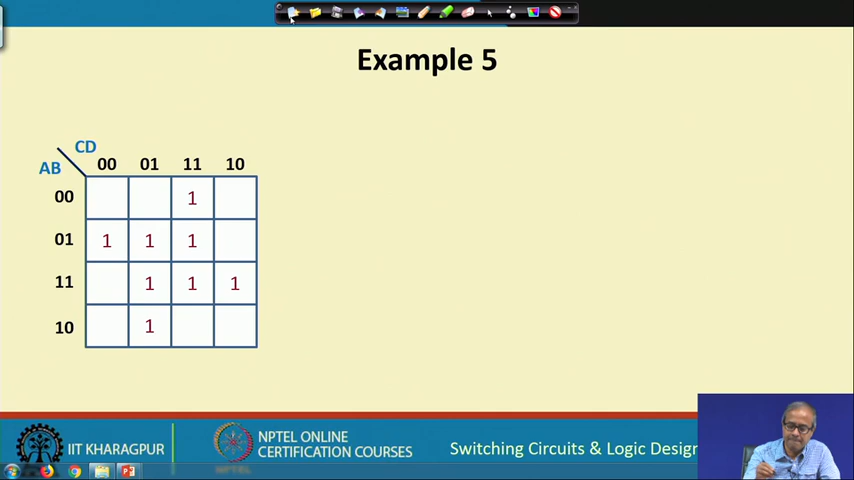 Example 5
CD
AB
00 01 11 10
00 1
01 1 1 1
11 1 1 1
10 1
IIT KHARAGPUR
NPTEL ONLINE
CERTIFICATION COURSES
NPTEL
Switching Circuits & Logic Design